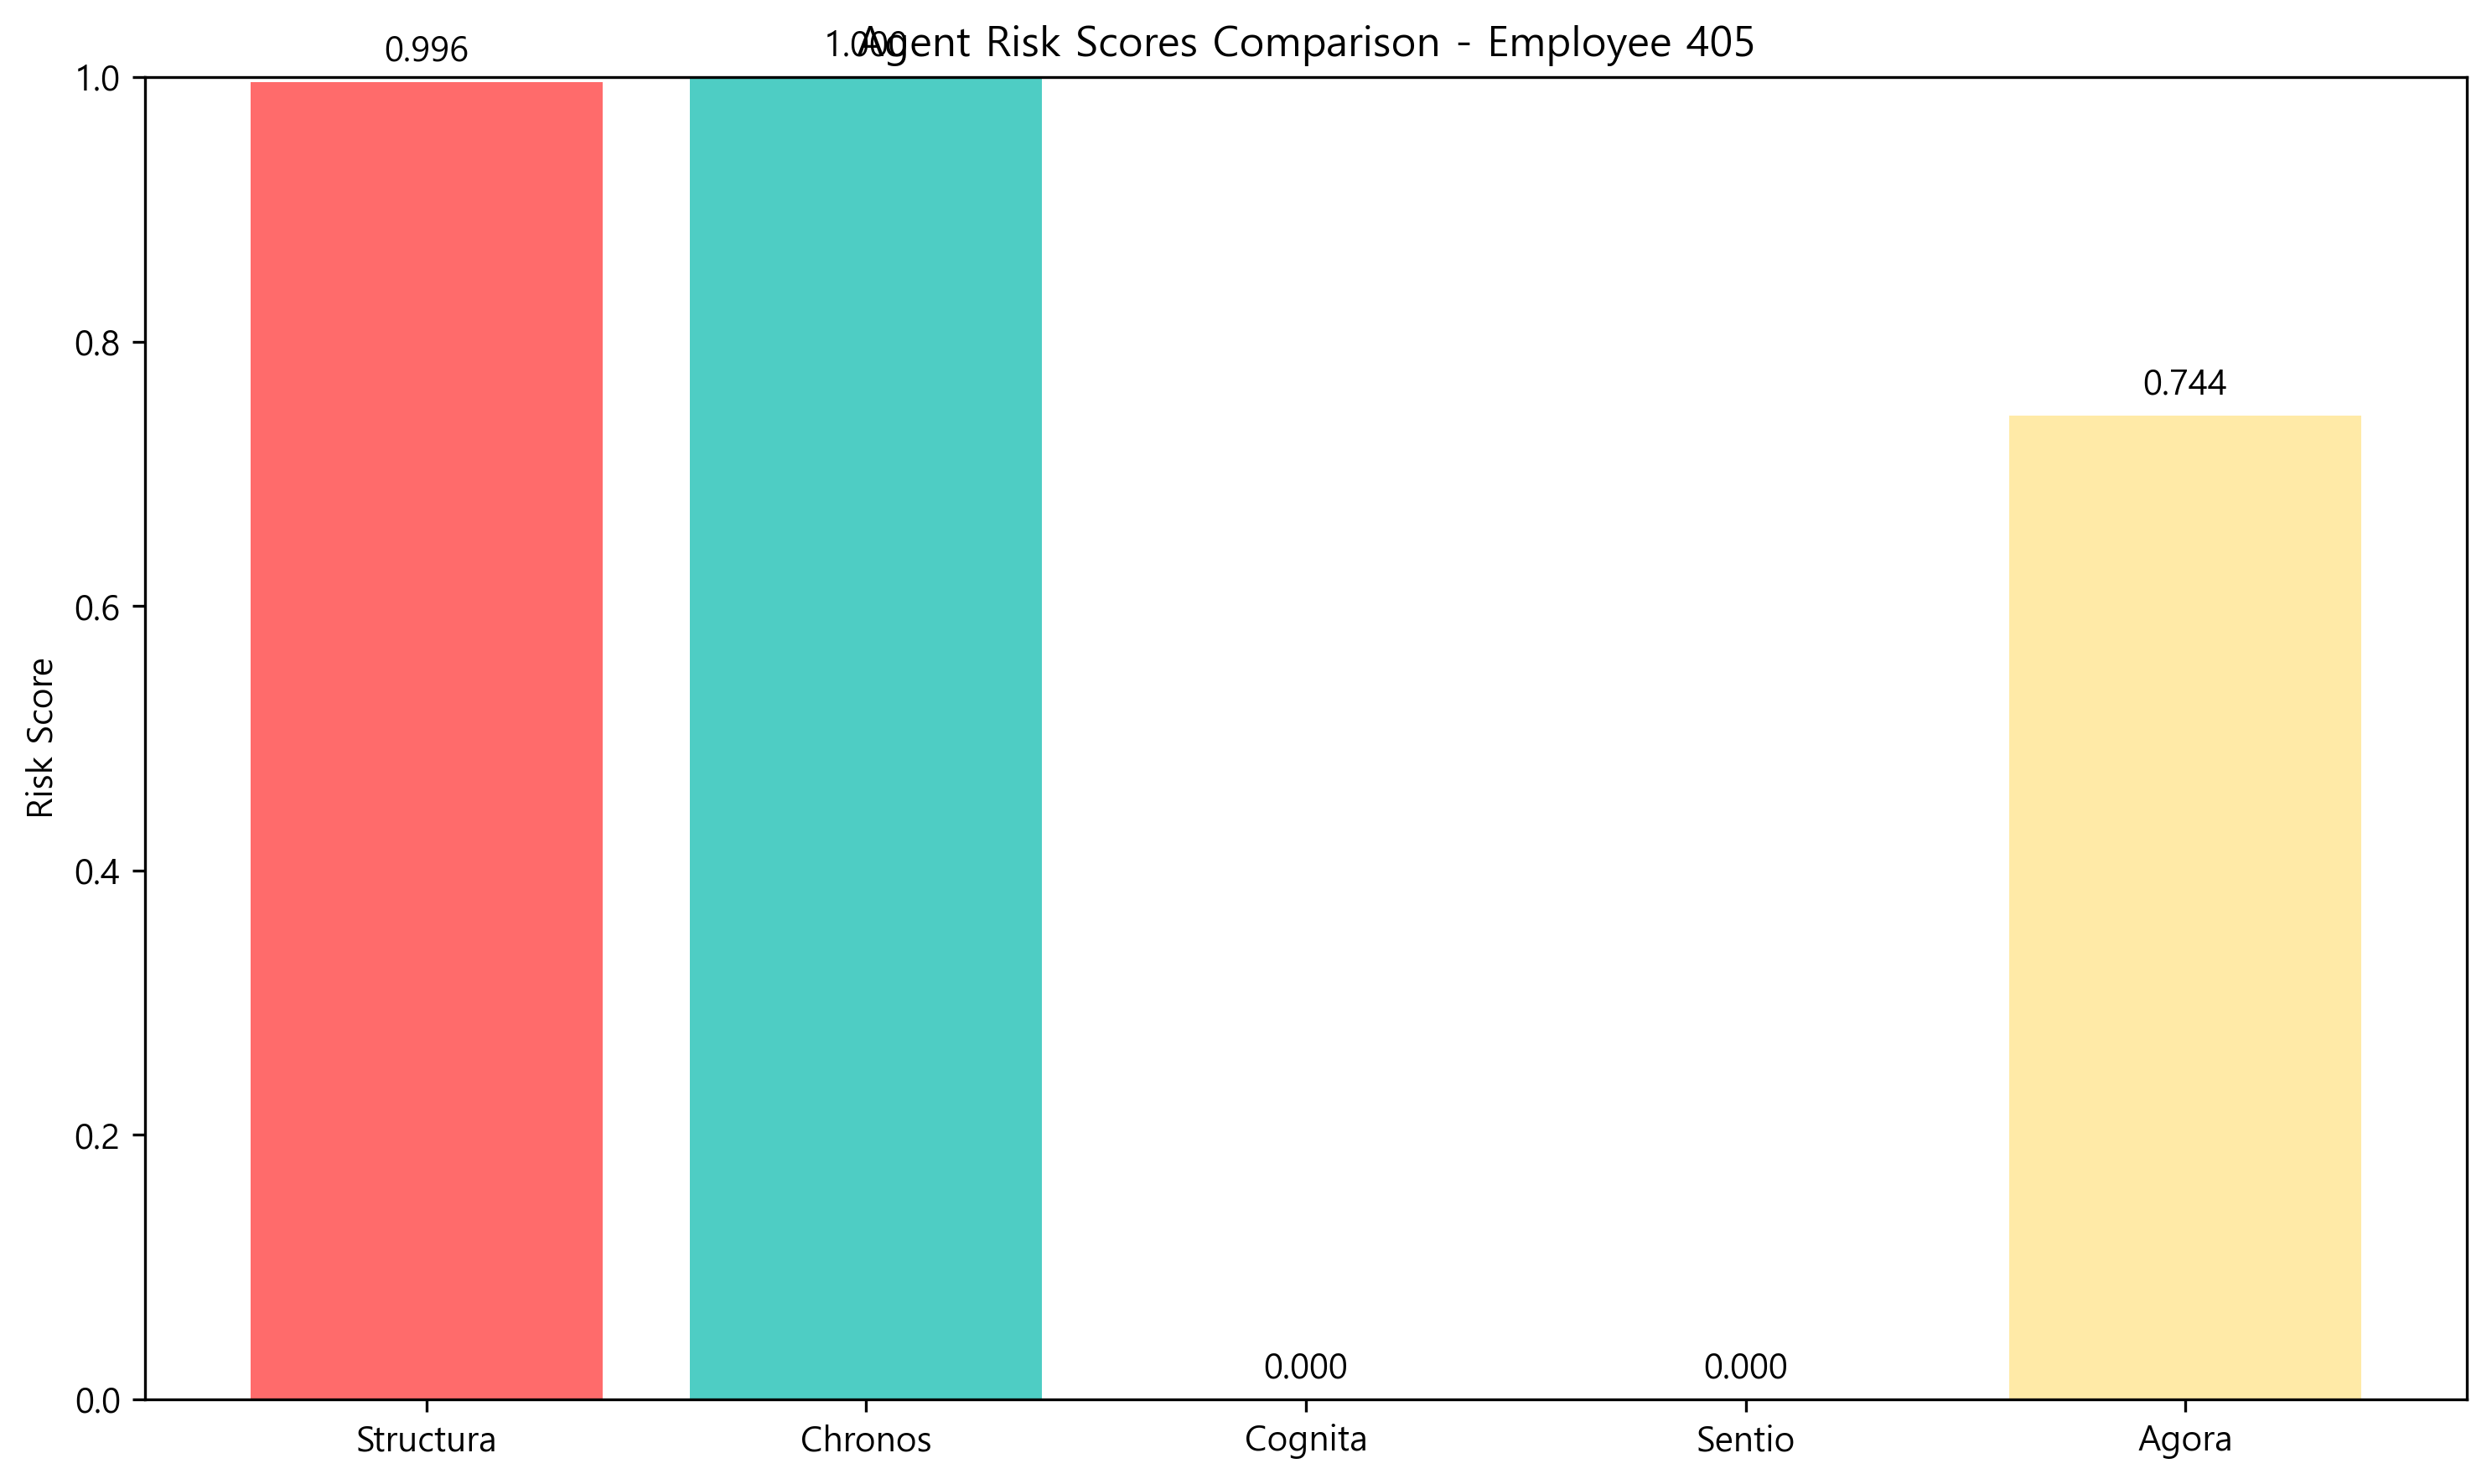 Agent Risk Scores Comparison - Employee 405
0.996
1.000
1.0
0.8
0.744
0.6
Risk Score
0.4
0.2
0.000
0.000
0.0
Structura
Chronos
Cognita
Sentio
Agora